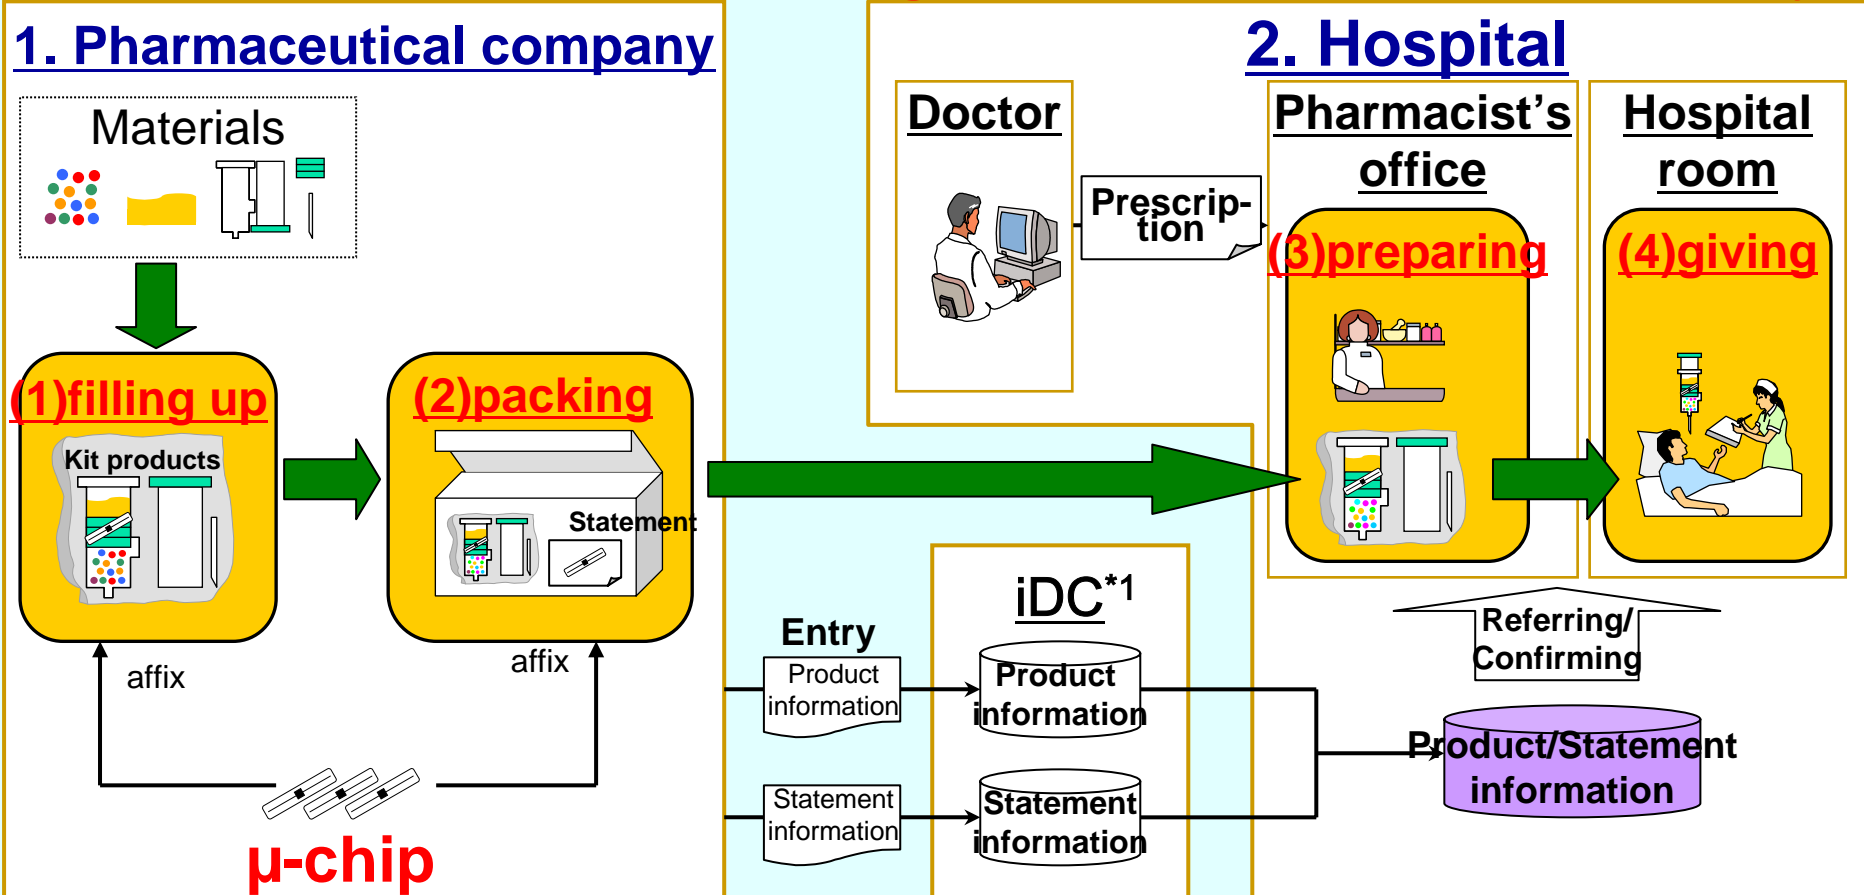 1. Pharmaceutical company
Materials
(1)filling up
Kit products
(2)packing
Statement
affix
affix
µ-chip
2. Hospital
Doctor
Prescrip-
tion
Pharmacist’s
office
(3)preparing
Hospital
room
(4)giving
Entry
Product
information
Statement
information
iDC*1
Product
information
Statement
information
Referring/
Confirming
Product/Statement
information